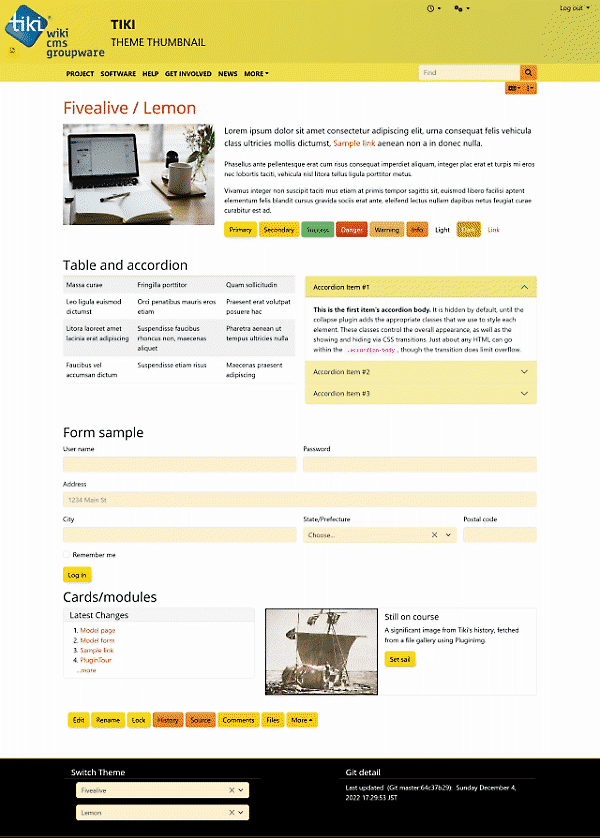 tiki
wiki
cms
groupware
TIKI
THEME THUMBNAIL
Log out
PROJECT SOFTWARE HELP GET INVOLVED NEWS MORE
Find
Fivealive / Lemon
Lorem ipsum dolor sit amet consectetur adipiscing elit, urna consequat felis vehicula
class ultricies mollis dictumst, Sample link aenean non a in donec nulla.
Phasellus ante pellentesque erat cum risus consequat imperdiet aliquam, integer plac erat et turpis mi eros
nec lobortis taciti, vehicula nisl litora tellus ligula porttitor metus.
Vivamus integer non suscipit taciti mus etiam at primis tempor sagittis sit, euismod libero facilisi aptent
elementum felis blandit cursus gravida sociis erat ante, eleifend lectus nullam dapibus netus feugiat curae
curabitur est ad.
Primary Secondary Success Danger Warning Info Light Dark Link
Table and accordion
Massa curae Fringilla porttitor Quam sollicitudin
Leo ligula euismod dictumst Orci penatibus mauris eros etiam Praesent erat volutpat posuere hac
Litora laoreet amet lacinia erat adipiscing Suspendisse faucibus rhoncus non, maecenas aliquet Pharetra aenean ut tempus ultricies nulla
Faucibus vel accumsan dictum Suspendisse etiam risus Maecenas praesent adipiscing
Accordion Item #1
This is the first item's accordion body. It is hidden by default, until the
collapse plugin adds the appropriate classes that we use to style each
element. These classes control the overall appearance, as well as the
showing and hiding via CSS transitions. Just about any HTML can go
within the .accordion-body, though the transition does limit overflow.
Accordion Item #2
Accordion Item #3
Form sample
User name Password
Address
1234 Main St
City State/Prefecture Postal code
Choose...
Remember me
Log in
Cards/modules
Latest Changes
1. Model page
2. Model form
3. Sample link
4. PluginTour
...more
Still on course
A significant image from Tiki's history, fetched
from a file gallery using PluginImg.
Set sail
Edit Rename Lock History Source Comments Files More
Switch Theme
Fivealive
Lemon
Git detail
Last updated (Git master:64c37b29): Sunday December 4,
2022 17:29:53 JST